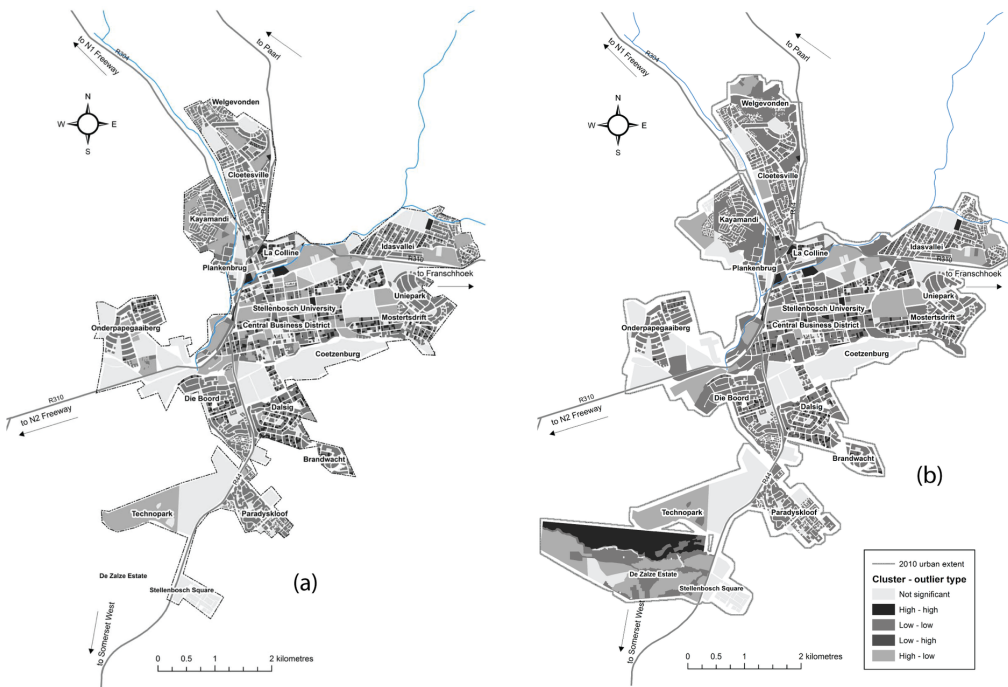 to N1 Freeway
R304
to Paarl
N
W
E
S
Welgevonden
Cloetesville
Kayamandi
La Colline
Idasvallei
R310
Plankenbrug
to Franschhoek
Uniepark
Stellenbosch University
Mostertsdrift
Onderpapegaaiberg
Central Business District
Coetzenburg
R310
to N2 Freeway
Die Boord
Dalsig
Brandwacht
R44
Technopark
Paradyskloof
De Zalze Estate
(a)
Stellenbosch Square
to Somerset West
0 0.5 1 2 kilometres
to N1 Freeway
R304
to Paarl
N
W
E
S
Welgevonden
Cloetesville
Kayamandi
La Colline
Idasvallei
R310
Plankenbrug
to Franschhoek
Uniepark
Stellenbosch University
Mostertsdrift
Onderpapegaaiberg
Central Business District
Coetzenburg
R310
to N2 Freeway
Die Boord
Dalsig
Brandwacht
(b)
R44
Technopark
Paradyskloof
De Zalze Estate
Stellenbosch Square
to Somerset West
0 0.5 1 2 kilometres
2010 urban extent
Cluster - outlier type
Not significant
High - high
Low - low
Low - high
High - low